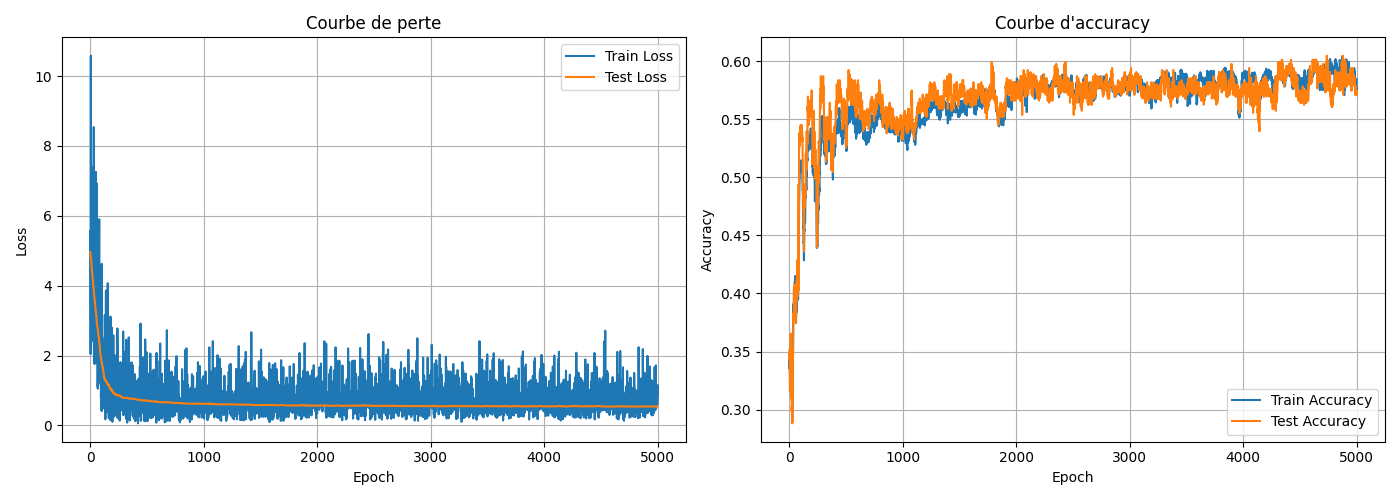 Courbe de perte
10
8
6
4
2
0
Loss
0 1000 2000 3000 4000 5000
Epoch
Train Loss
Test Loss
Courbe d'accuracy
0.60
0.55
0.50
0.45
0.40
0.35
0.30
Accuracy
0 1000 2000 3000 4000 5000
Epoch
Train Accuracy
Test Accuracy